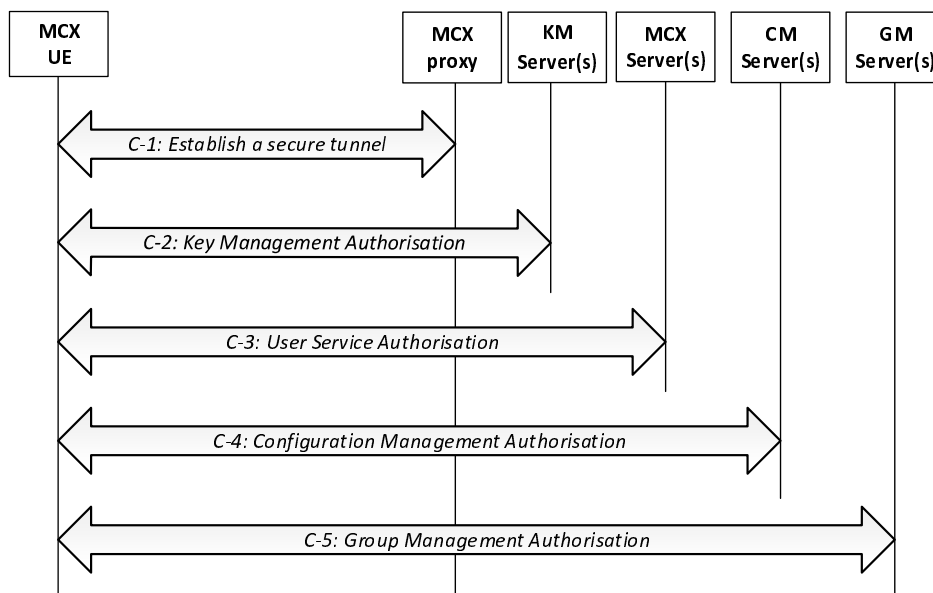 MCX
UE
MCX
proxy
KM
Server(s)
MCX
Server(s)
CM
Server(s)
GM
Server(s)
C-1: Establish a secure tunnel
C-2: Key Management Authorisation
C-3: User Service Authorisation
C-4: Configuration Management Authorisation
C-5: Group Management Authorisation